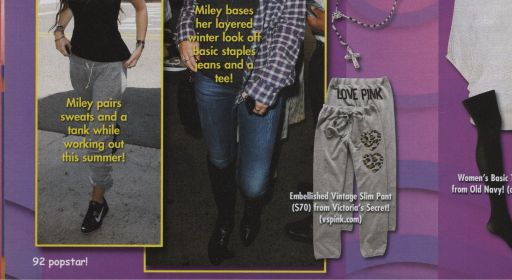 Miley bases
her layered
winter look off
basic staples
jeans and a
tee!
Miley pairs
sweats and a
tank while
working out
this summer!
LOVE PINK
Embellished Vintage Slim Pant
($70) from Victoria's Secret!
(vspink.com)
Women's Basic
from Old Navy!
92 popstar!